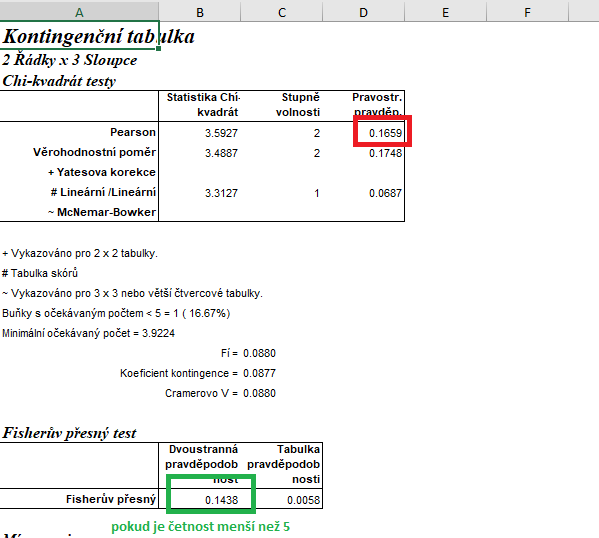 A B C D E F
Kontingenční tabulka
2 Řádky x 3 Sloupce
Chi-kvadrát testy
Statistika Chí- Stupně Pravostr.
kvadrát volnosti pravděp.
Pearson 3.5927 2 0.1659
Věrohodnostní poměr 3.4887 2 0.1748
+ Yatesova korekce
# Lineární /Lineární 3.3127 1 0.0687
~ McNemar-Bowker
+ Vykazováno pro 2 x 2 tabulky.
# Tabulka skórů
~ Vykazováno pro 3 x 3 nebo větší čtvercové tabulky.
Buňky s očekávaným počtem < 5 = 1 ( 16.67%)
Minimální očekávaný počet = 3.9224
Fí = 0.0880
Koeficient kontingence = 0.0877
Cramerovo V = 0.0880
Fisherův přesný test
Dvoustranná Tabulka
pravděpodob pravděpodob
nost nosti
Fisherův přesný 0.1438 0.0058
pokud je četnost menší než 5